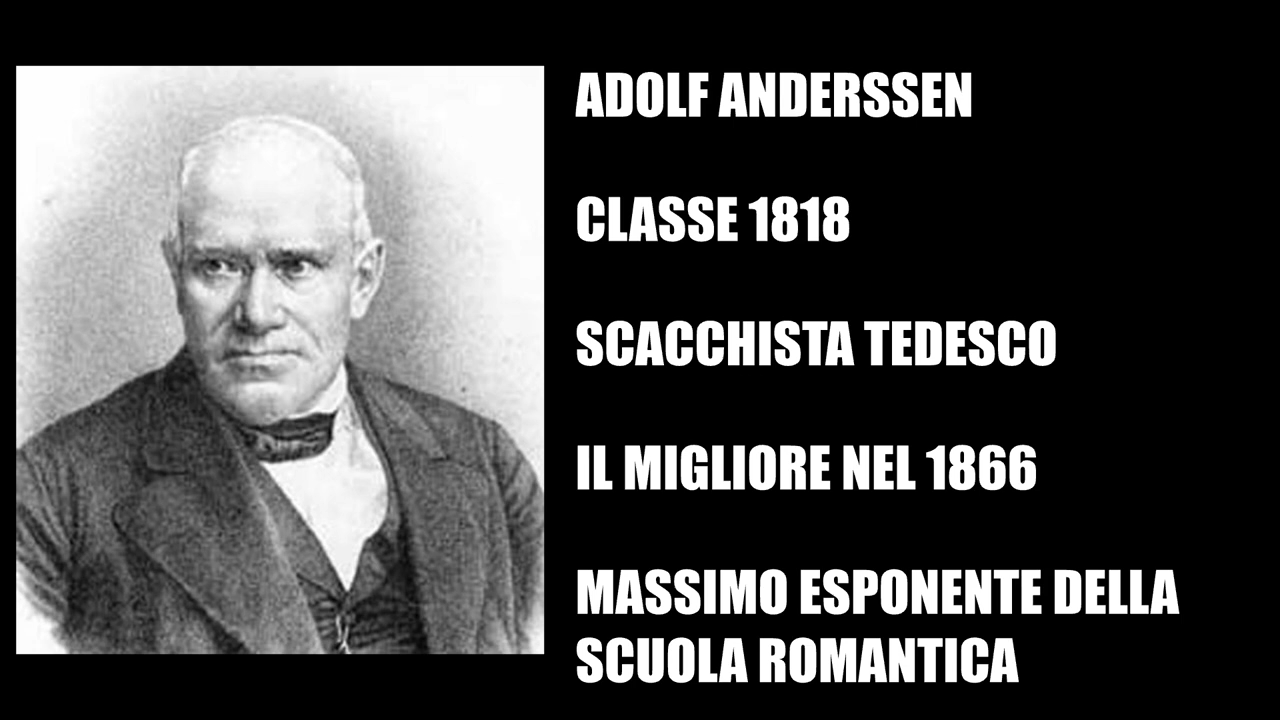 ADOLF ANDERSSEN
CLASSE 1818
SCACCHISTA TEDESCO
IL MIGLIORE NEL 1866
MASSIMO ESPONENTE DELLA
SCUOLA ROMANTICA